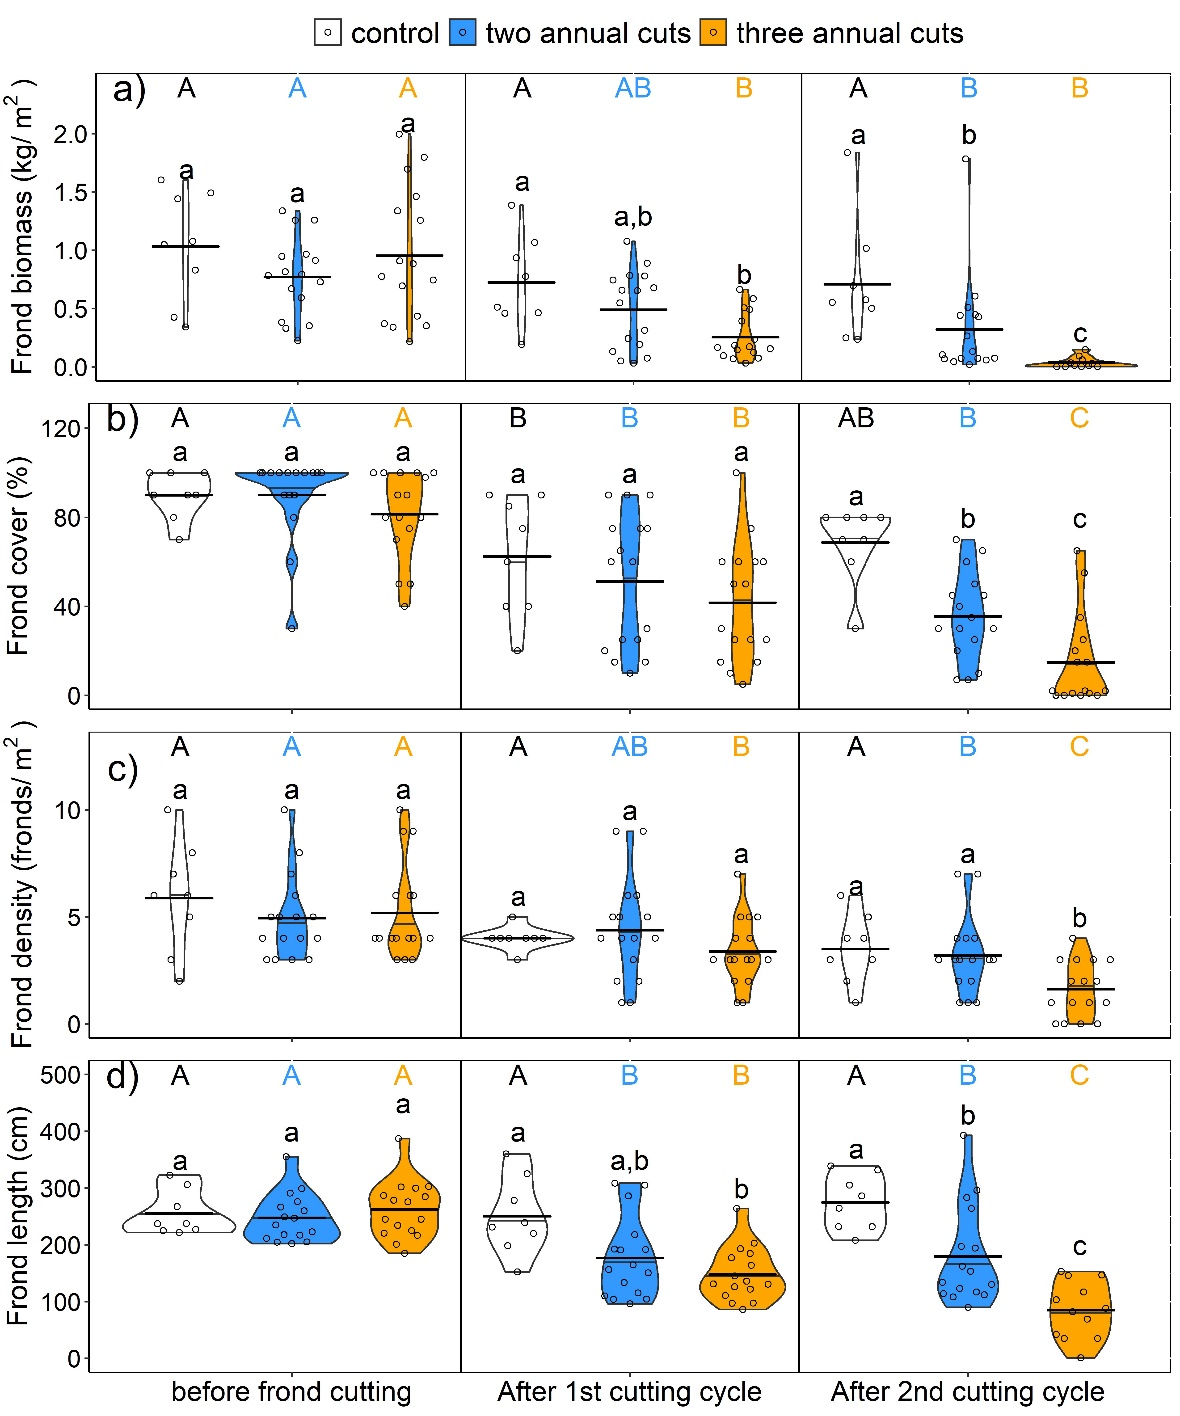 control two annual cuts three annual cuts
a) A A A A AB B A B B
Frond biomass (kg/ m2 )
2.0
1.5
1.0
0.5
0.0
a a a a a,b b a b c
b) A A A B B B AB B C
Frond cover (%)
120
80
40
0
a a a a a a a b c
c) A A A A AB B A B C
Frond density (fronds/ m2 )
10
5
0
a a a a a a a a b
d) A A A A B B A B C
Frond length (cm)
500
400
300
200
100
0
a a a a a,b b a b c
before frond cutting After 1st cutting cycle After 2nd cutting cycle